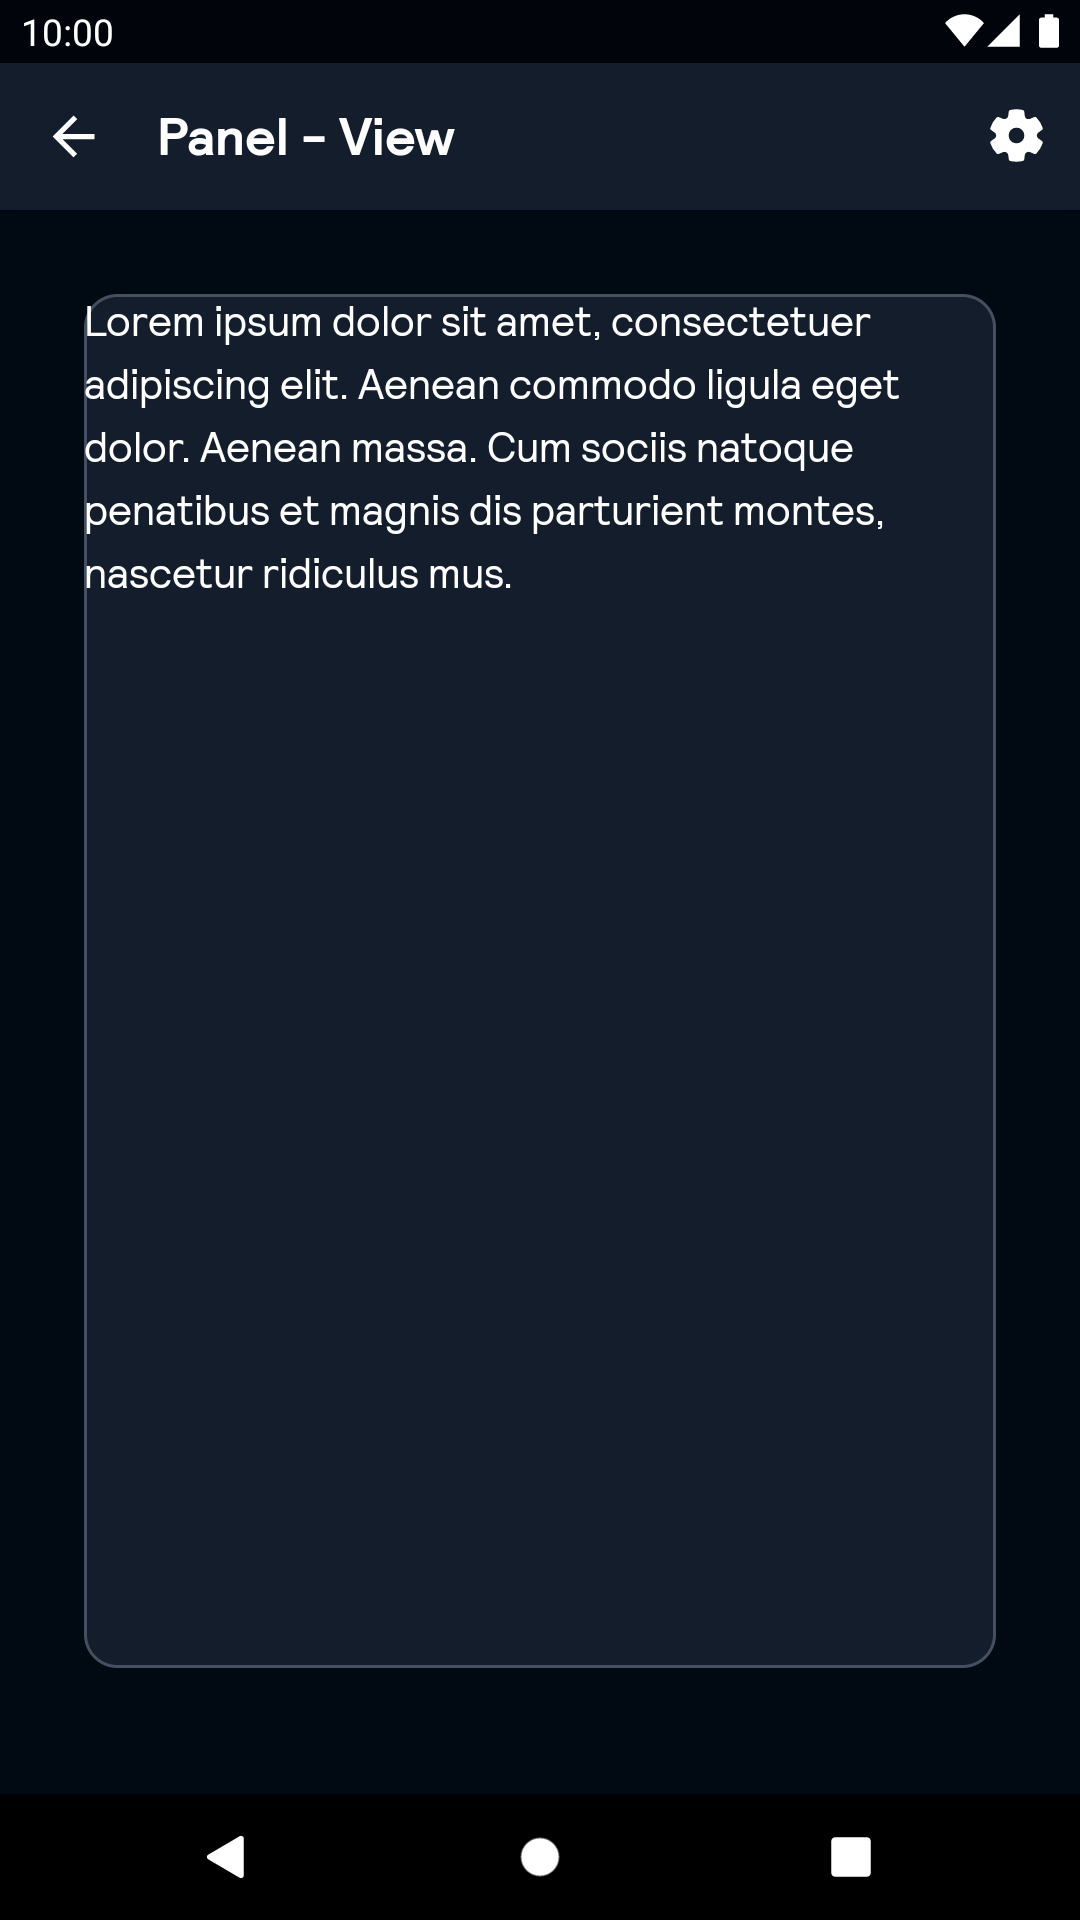 10:00
Panel - View
Lorem ipsum dolor sit amet, consectetuer
adipiscing elit. Aenean commodo ligula eget
dolor. Aenean massa. Cum sociis natoque
penatibus et magnis dis parturient montes,
nascetur ridiculus mus.